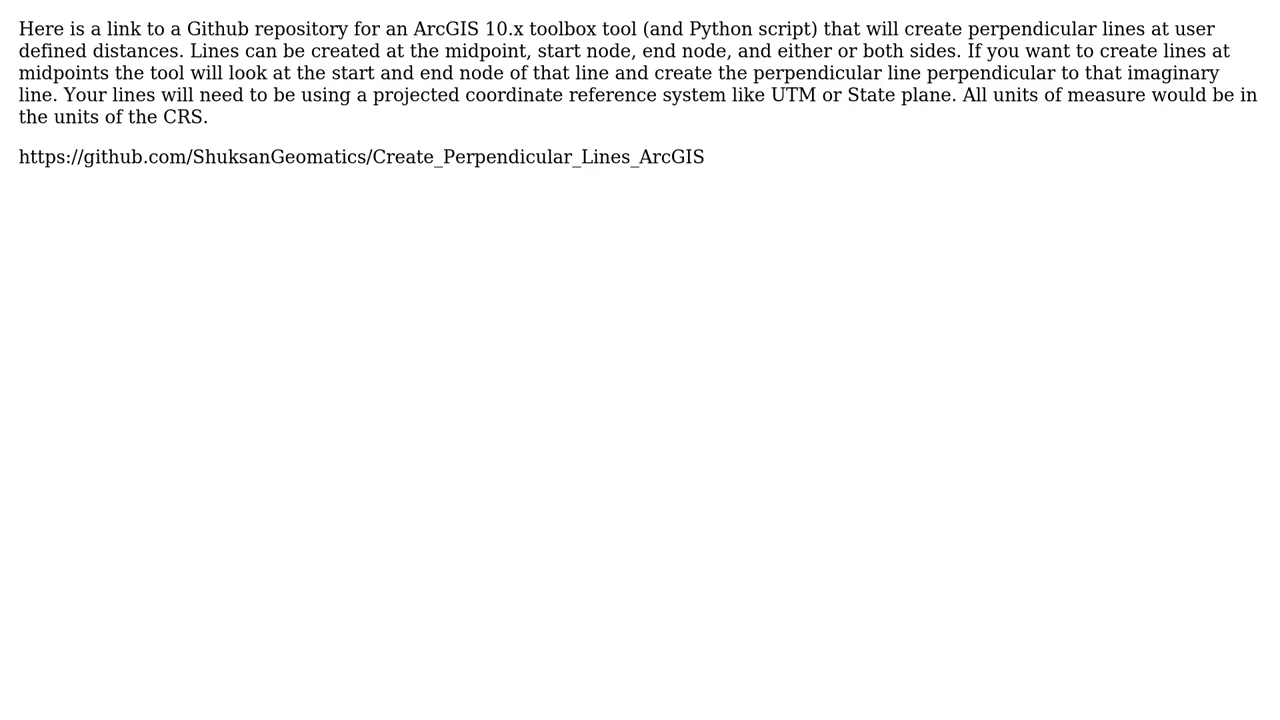 Here is a link to a Github repository for an ArcGIS 10.x toolbox tool (and Python script) that will create perpendicular lines at user
defined distances. Lines can be created at the midpoint, start node, end node, and either or both sides. If you want to create lines at
midpoints the tool will look at the start and end node of that line and create the perpendicular line perpendicular to that imaginary
line. Your lines will need to be using a projected coordinate reference system like UTM or State plane. All units of measure would be in
the units of the CRS.
https://github.com/ShuksanGeomatics/Create_Perpendicular_Lines_ArcGIS